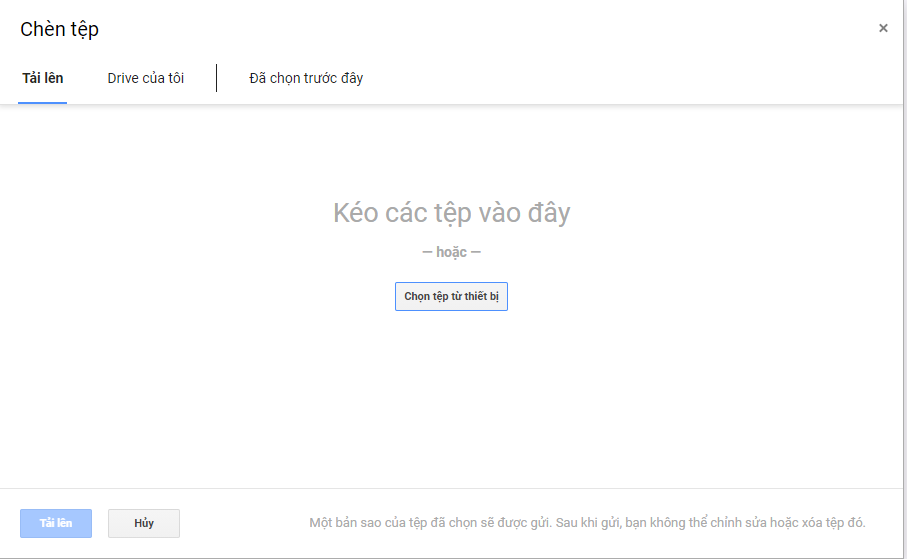 Chèn tệp
×
Tải lên Drive của tôi Đã chọn trước đây
Kéo các tệp vào đây
— hoặc —
Chọn tệp từ thiết bị
Tải lên Hủy Một bản sao của tệp đã chọn sẽ được gửi. Sau khi gửi, bạn không thể chỉnh sửa hoặc xóa tệp đó.